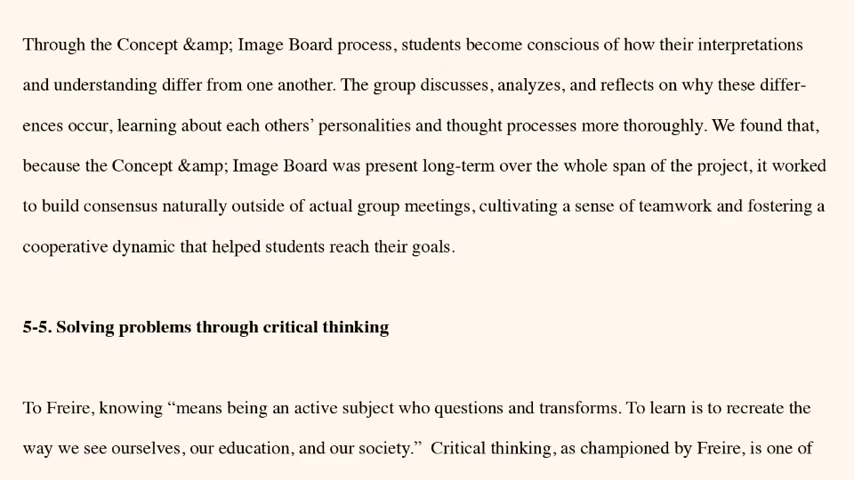 Through the Concept &amp; Image Board process, students become conscious of how their interpretations
and understanding differ from one another. The group discusses, analyzes, and reflects on why these differ-
ences occur, learning about each others’ personalities and thought processes more thoroughly. We found that,
because the Concept &amp; Image Board was present long-term over the whole span of the project, it worked
to build consensus naturally outside of actual group meetings, cultivating a sense of teamwork and fostering a
cooperative dynamic that helped students reach their goals.
5-5. Solving problems through critical thinking
To Freire, knowing “means being an active subject who questions and transforms. To learn is to recreate the
way we see ourselves, our education, and our society.”  Critical thinking, as championed by Freire, is one of